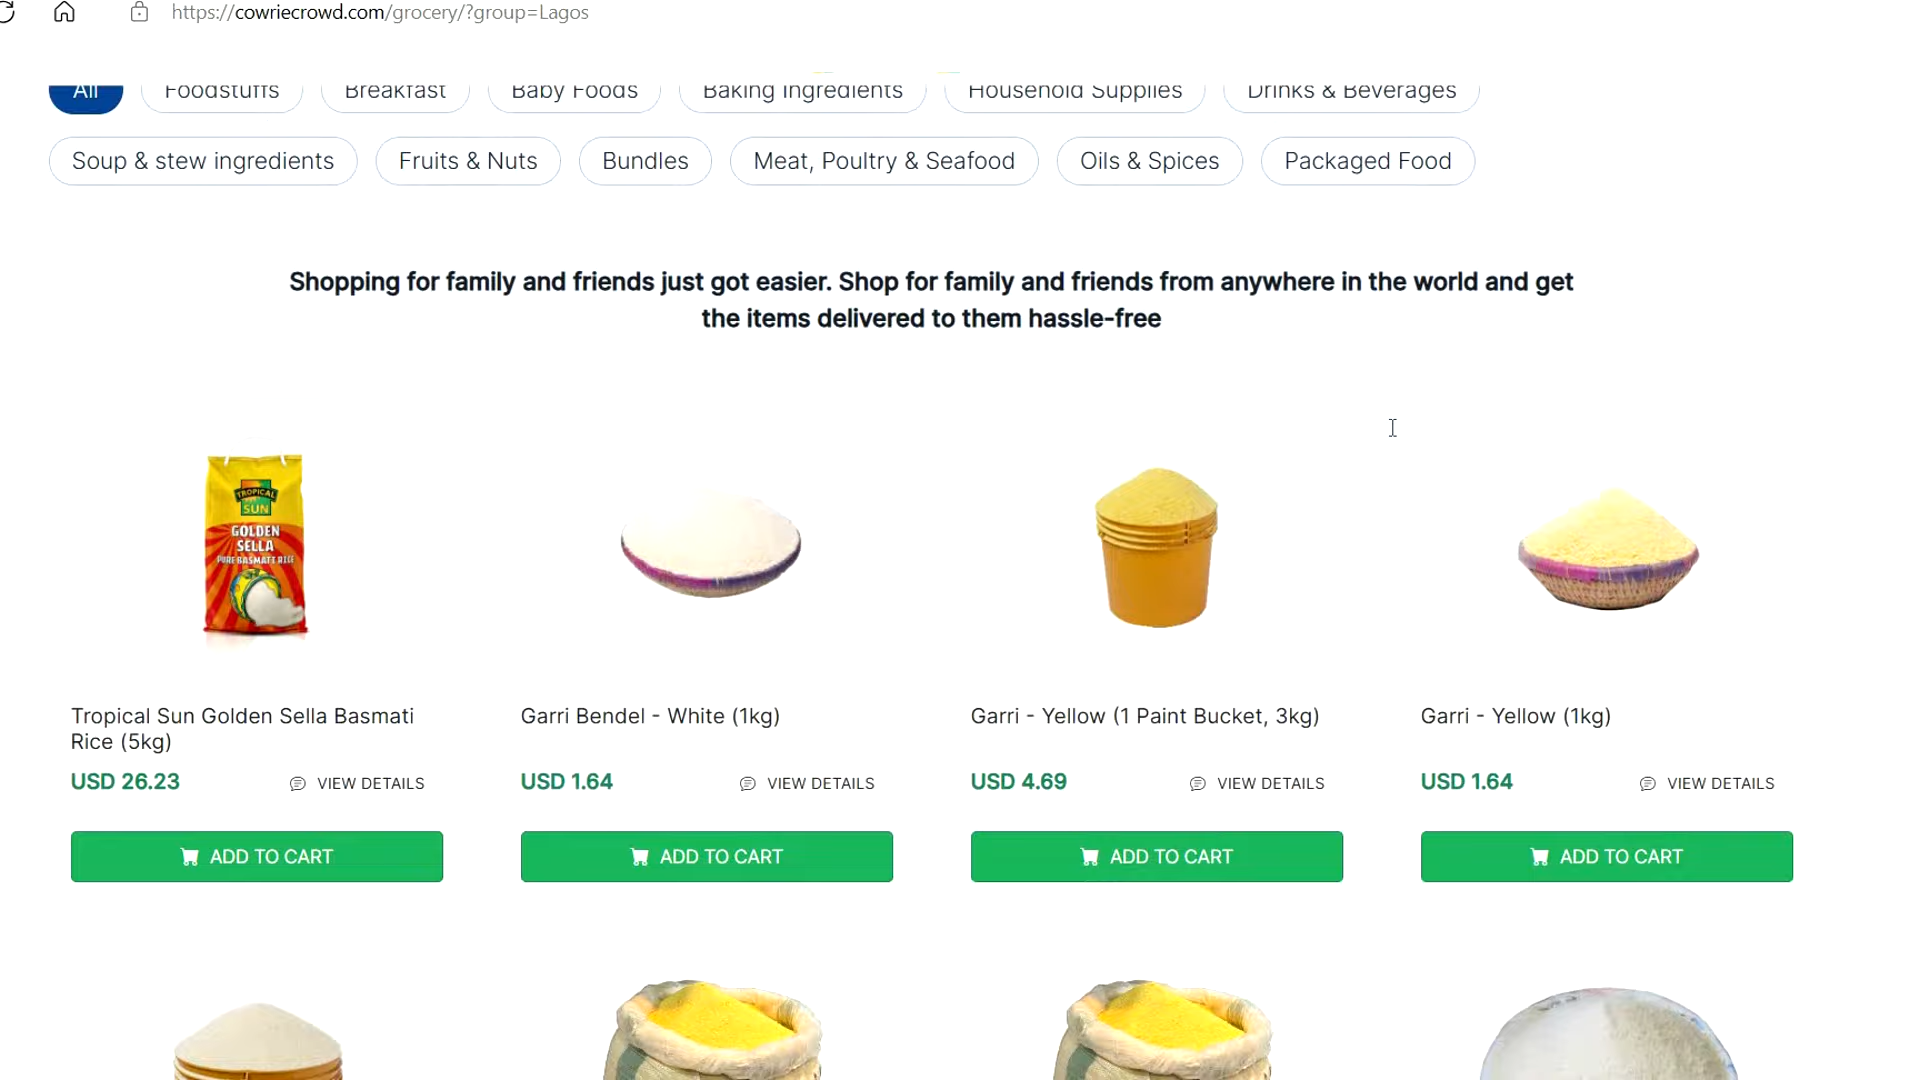 https://cowriecrowd.com/grocery/?group=Lagos
All Foodstuffs Breakfast Baby Foods Baking Ingredients Household Supplies Drinks & Beverages
Soup & stew ingredients Fruits & Nuts Bundles Meat, Poultry & Seafood Oils & Spices Packaged Food
Shopping for family and friends just got easier. Shop for family and friends from anywhere in the world and get
the items delivered to them hassle-free
TROPICAL
SUN
GOLDEN
SELLA
PURE BASMATI RICE
Tropical Sun Golden Sella Basmati
Rice (5kg)
USD 26.23 VIEW DETAILS
ADD TO CART
Garri Bendel - White (1kg)
USD 1.64 VIEW DETAILS
ADD TO CART
Garri - Yellow (1 Paint Bucket, 3kg)
USD 4.69 VIEW DETAILS
ADD TO CART
Garri - Yellow (1kg)
USD 1.64 VIEW DETAILS
ADD TO CART